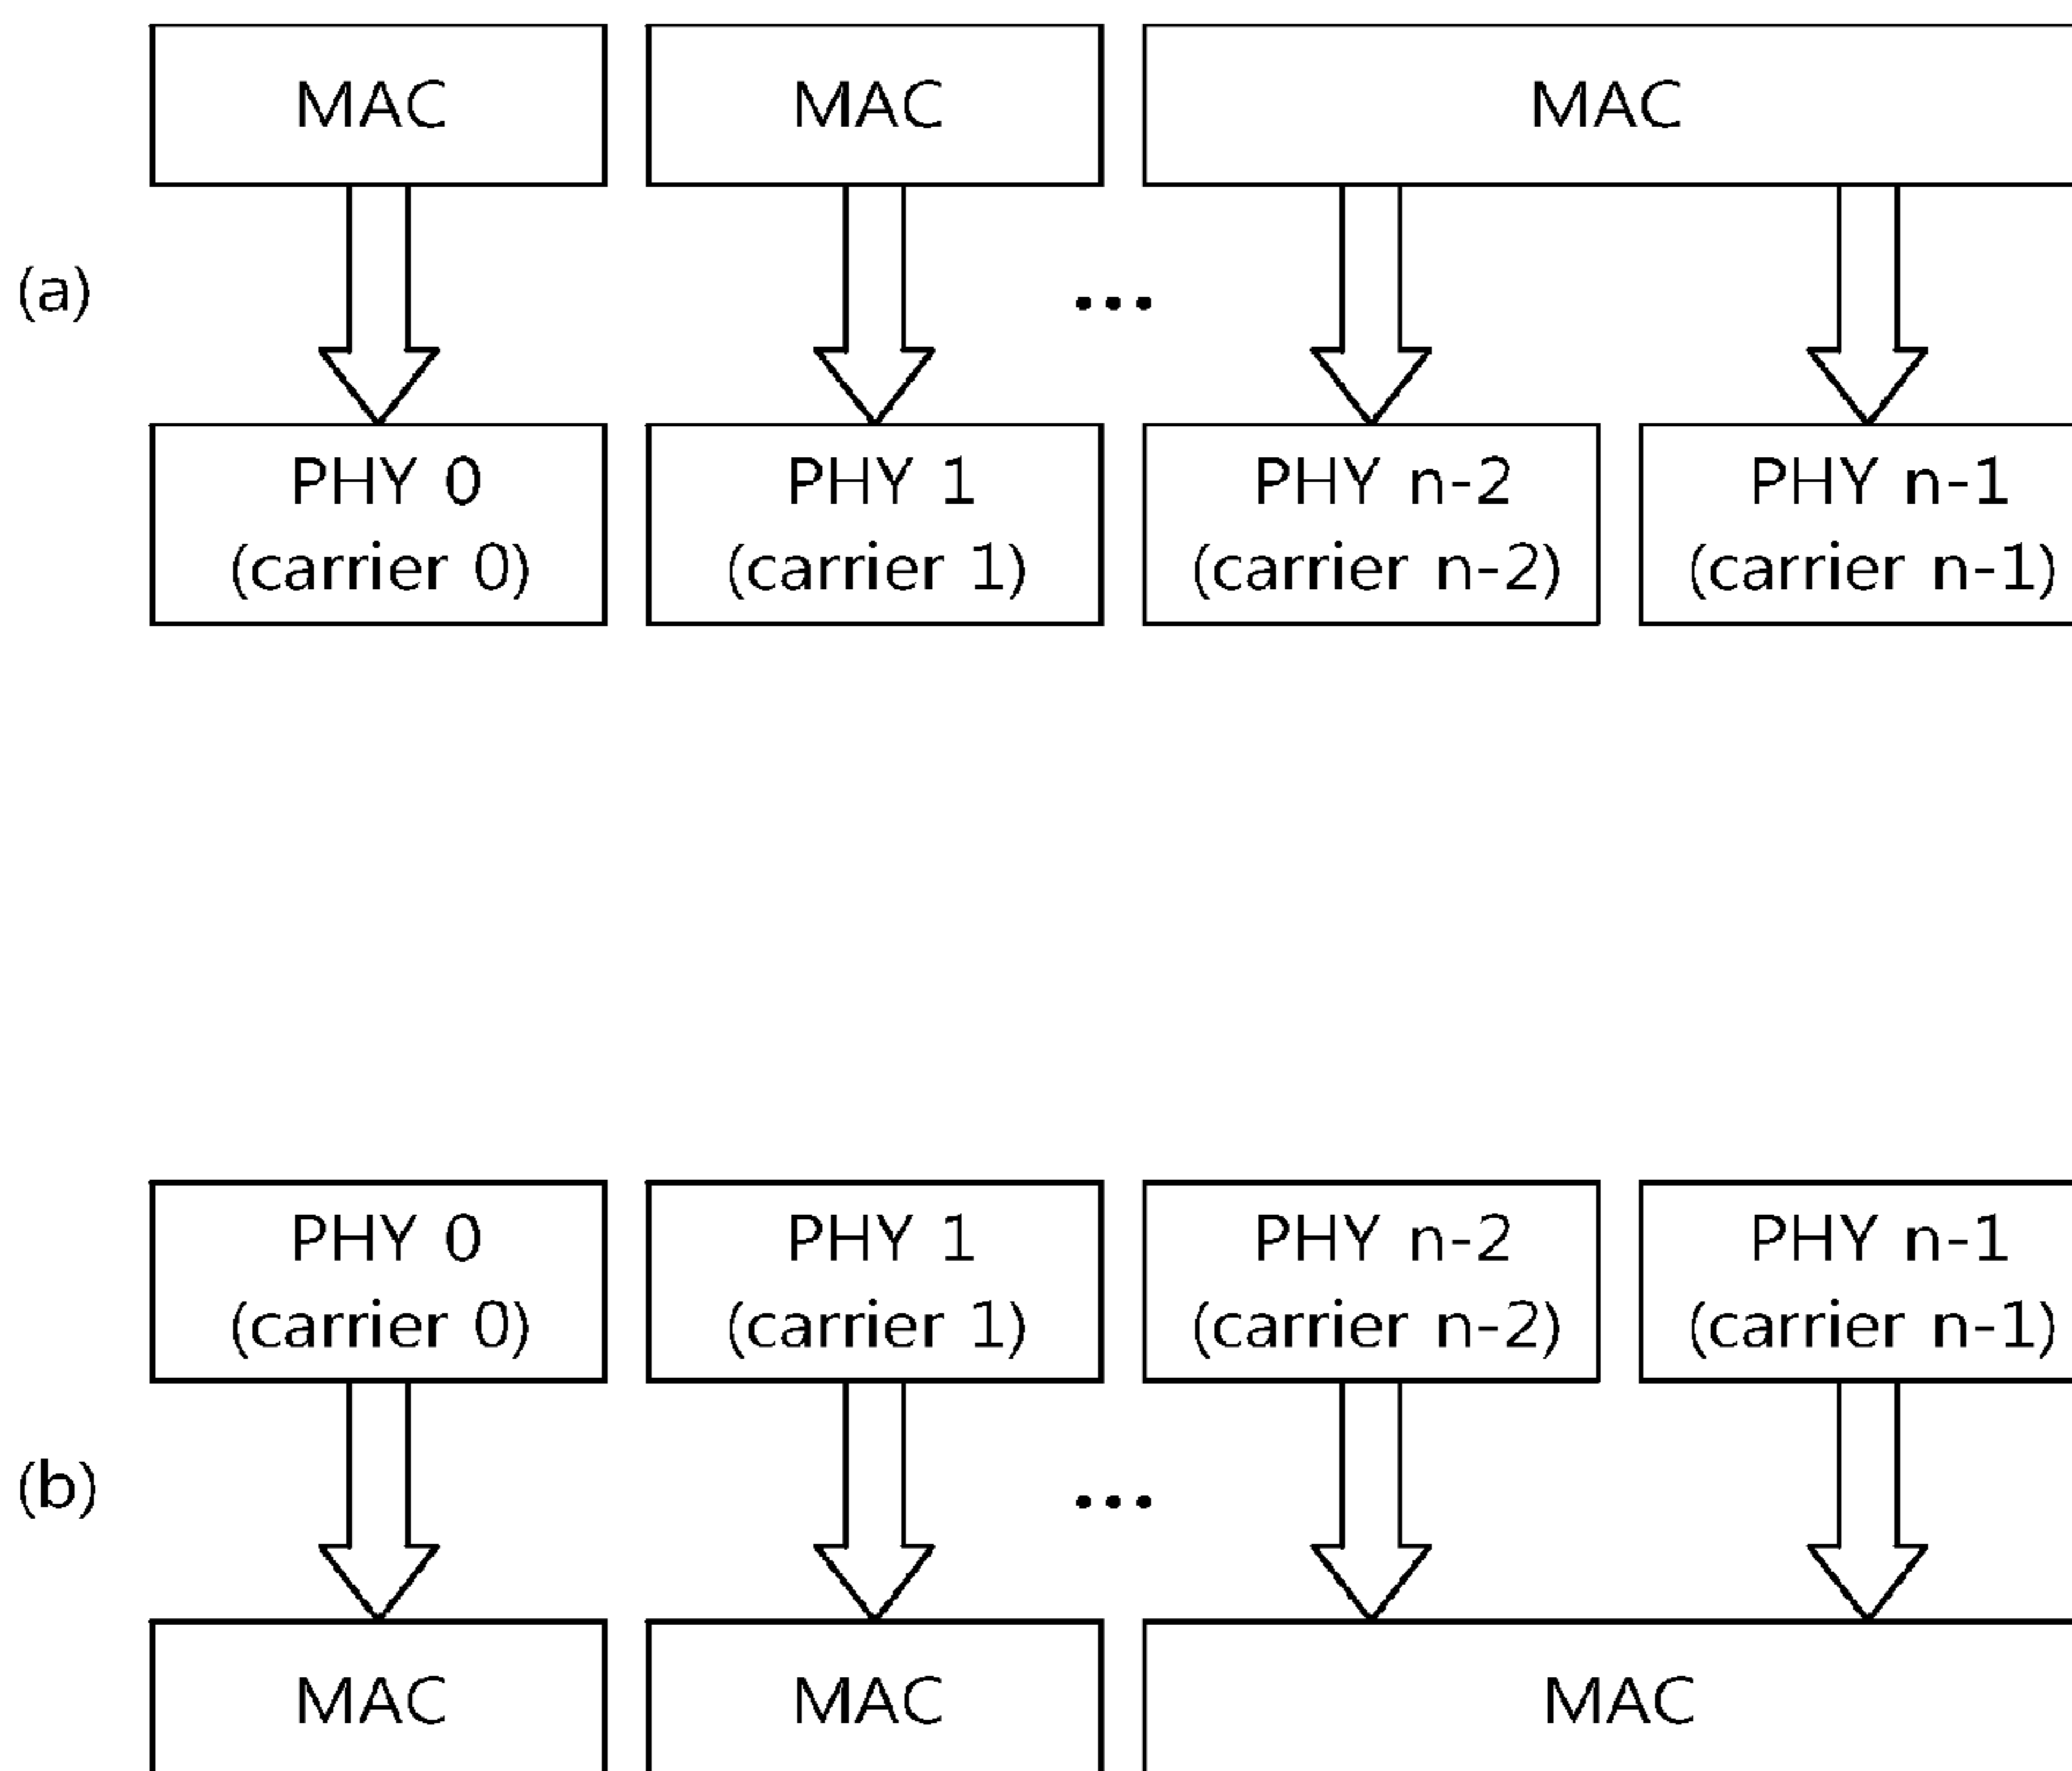 MAC MAC MAC
(a)
...
PHY 0 PHY 1 PHY n-2 PHY n-1
(carrier 0) (carrier 1) (carrier n-2) (carrier n-1)
PHY 0 PHY 1 PHY n-2 PHY n-1
(carrier 0) (carrier 1) (carrier n-2) (carrier n-1)
(b)
...
MAC MAC MAC